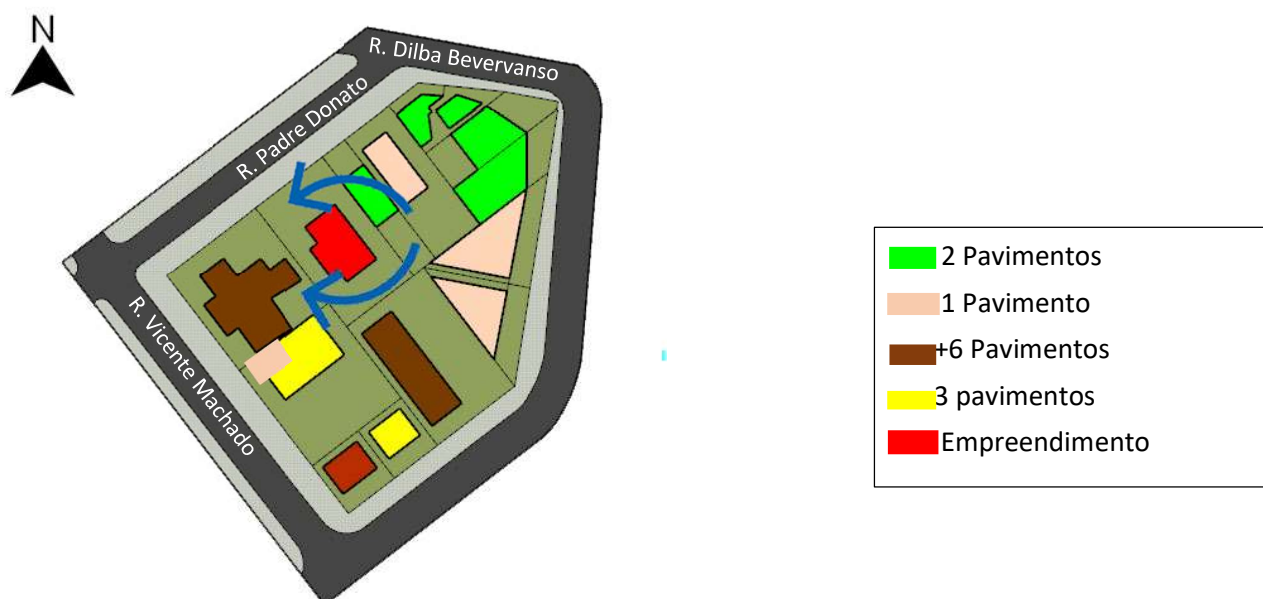 N
R. Dilba Bevervanso
R. Padre Donato
R. Vicente Machado
2 Pavimentos
1 Pavimento
+6 Pavimentos
3 pavimentos
Empreendimento